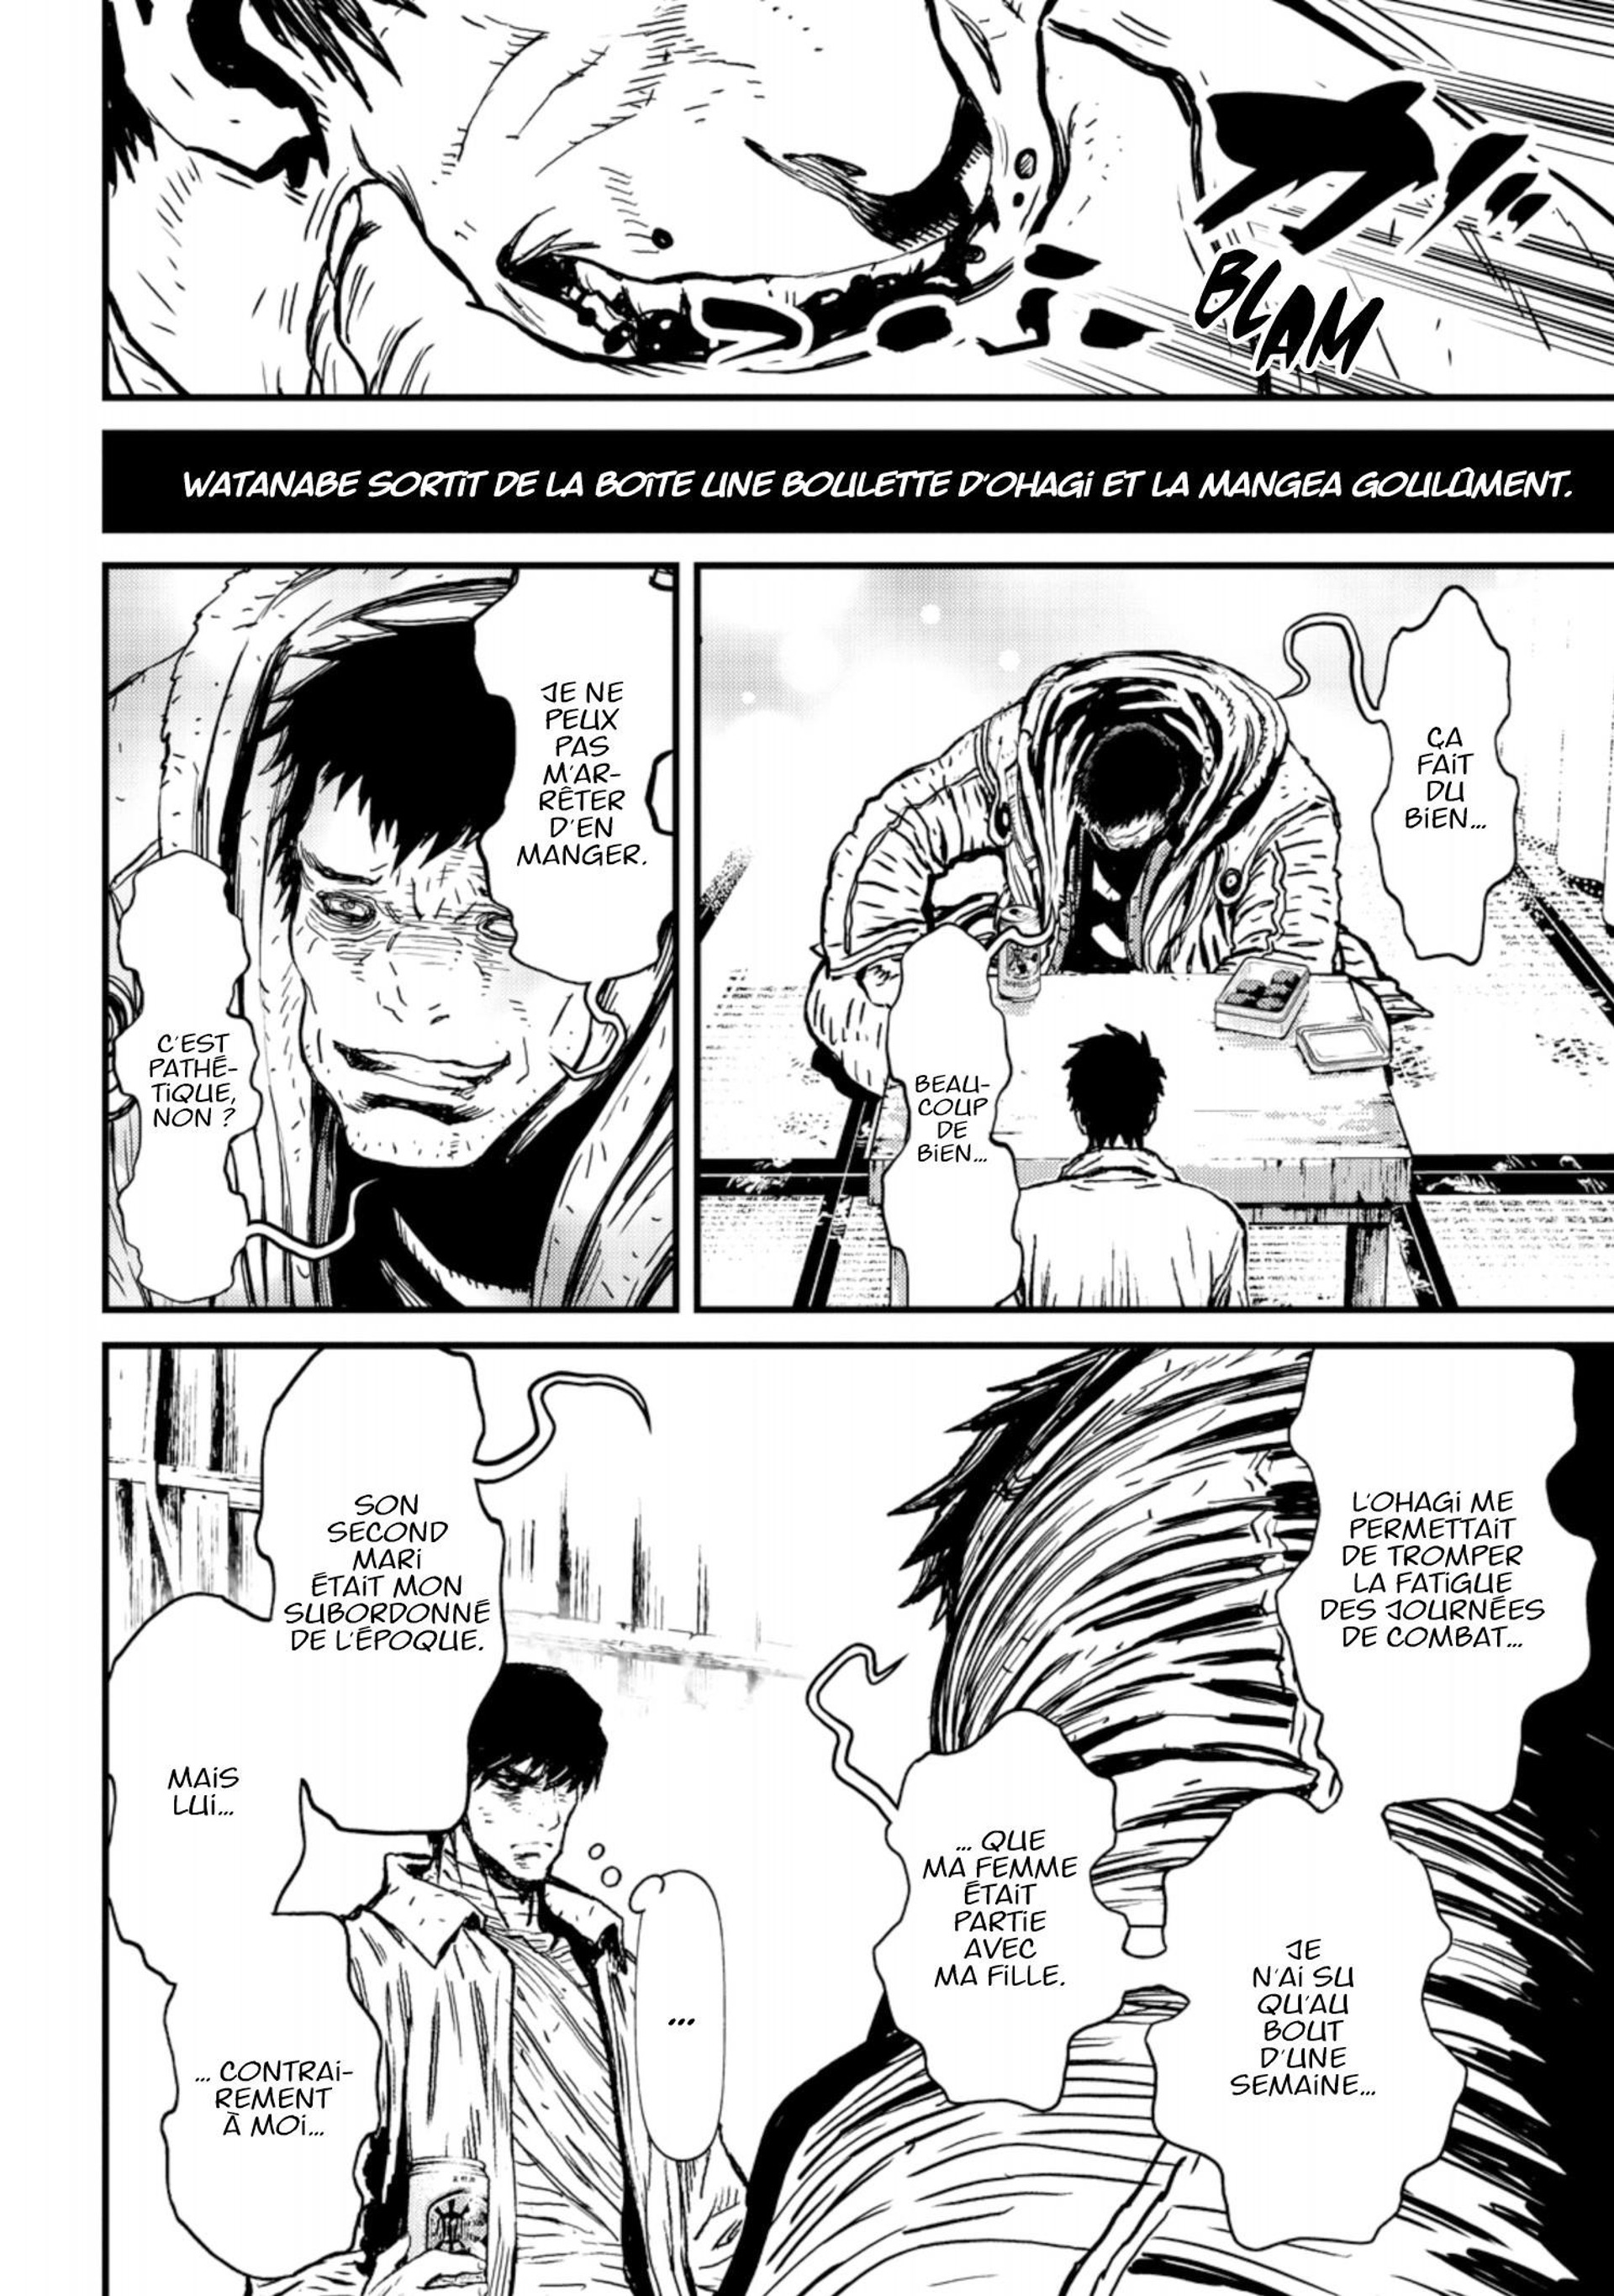 BLAM
WATANABE SORTIT DE LA BOÎTE UNE BOULETTE D'OHAGI ET LA MANGEA GOULÛMENT.
ÇA
FAIT
DU
BIEN...
BEAU-
COUP
DE
BIEN...
JE NE
PEUX
PAS
M'AR-
RÊTER
D'EN
MANGER.
C'EST
PATHÉ-
TIQUE,
NON ?
L'OHAGI ME
PERMETTAIT
DE TROMPER
LA FATIGUE
DES JOURNÉES
DE COMBAT...
JE
N'AI SU
QU'AU
BOUT
D'UNE
SEMAINE...
... QUE
MA FEMME
ÉTAIT
PARTIE
AVEC
MA FILLE.
...
SON
SECOND
MARI
ÉTAIT MON
SUBORDONNÉ
DE L'ÉPOQUE.
MAIS
LUI...
... CONTRAI-
REMENT
À MOI...